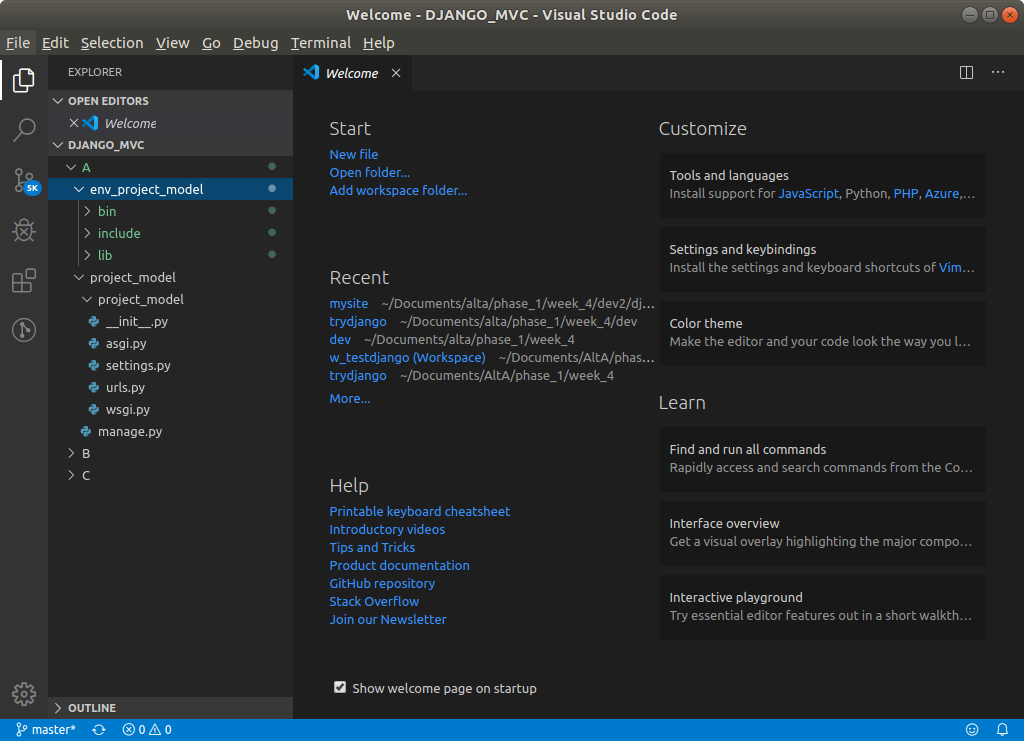 Welcome - DJANGO_MVC - Visual Studio Code
File Edit Selection View Go Debug Terminal Help
EXPLORER
OPEN EDITORS
Welcome
DJANGO_MVC
A
env_project_model
bin
include
lib
project_model
project_model
__init__.py
asgi.py
settings.py
urls.py
wsgi.py
manage.py
B
C
OUTLINE
5K
Welcome
Start
New file
Open folder...
Add workspace folder...
Recent
mysite ~/Documents/alta/phase_1/week_4/dev2/dj...
trydjango ~/Documents/alta/phase_1/week_4/dev
dev ~/Documents/alta/phase_1/week_4
w_testdjango (Workspace) ~/Documents/AltA/phas...
trydjango ~/Documents/AltA/phase_1/week_4
More...
Help
Printable keyboard cheatsheet
Introductory videos
Tips and Tricks
Product documentation
GitHub repository
Stack Overflow
Join our Newsletter
Show welcome page on startup
Customize
Tools and languages
Install support for JavaScript, Python, PHP, Azure,...
Settings and keybindings
Install the settings and keyboard shortcuts of Vim...
Color theme
Make the editor and your code look the way you l...
Learn
Find and run all commands
Rapidly access and search commands from the Co...
Interface overview
Get a visual overlay highlighting the major compo...
Interactive playground
Try essential editor features out in a short walkth...
master* 0 0